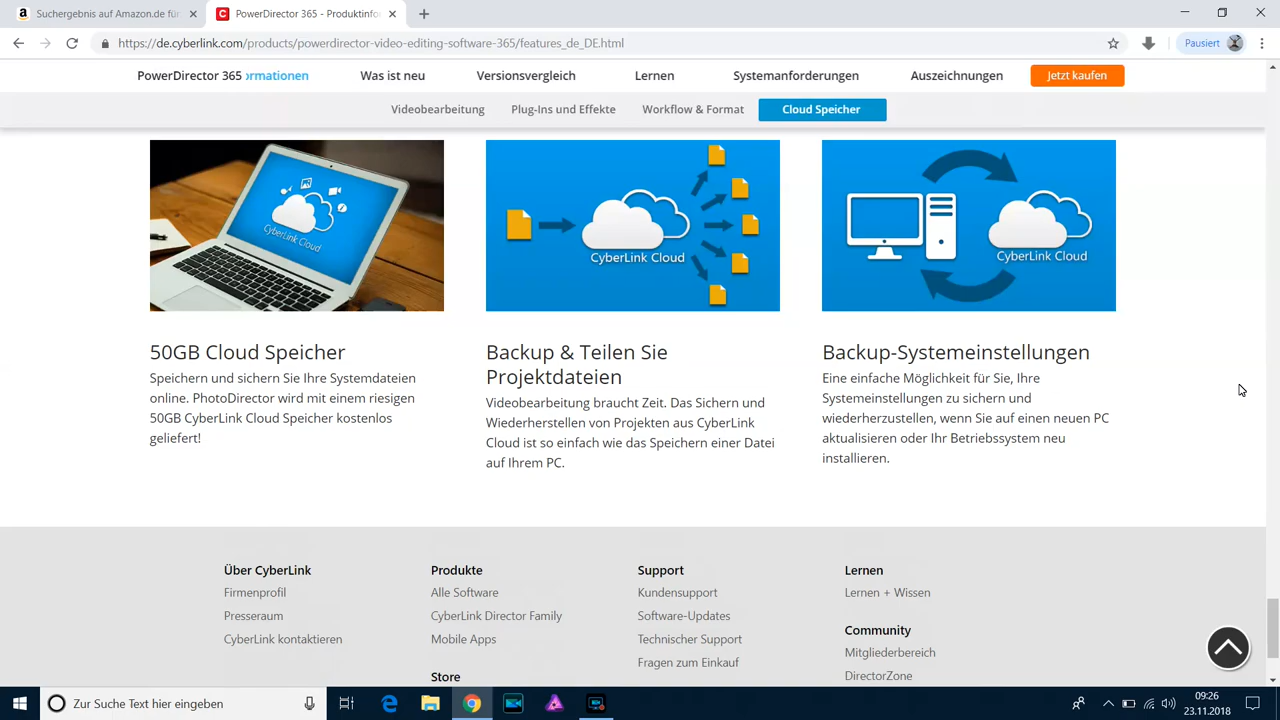 Suchergebnis auf Amazon.de für
PowerDirector 365 - Produktinfo
https://de.cyberlink.com/products/powerdirector-video-editing-software-365/features_de_DE.html
Pausiert
PowerDirector 365 ormationen
Was ist neu
Versionsvergleich
Lernen
Systemanforderungen
Auszeichnungen
Jetzt kaufen
Videobearbeitung
Plug-Ins und Effekte
Workflow & Format
Cloud Speicher
CyberLink Cloud
CyberLink Cloud
CyberLink Cloud
50GB Cloud Speicher
Speichern und sichern Sie Ihre Systemdateien
online. PhotoDirector wird mit einem riesigen
50GB CyberLink Cloud Speicher kostenlos
geliefert!
Backup & Teilen Sie
Projektdateien
Videobearbeitung braucht Zeit. Das Sichern und
Wiederherstellen von Projekten aus CyberLink
Cloud ist so einfach wie das Speichern einer Datei
auf Ihrem PC.
Backup-Systemeinstellungen
Eine einfache Möglichkeit für Sie, Ihre
Systemeinstellungen zu sichern und
wiederherzustellen, wenn Sie auf einen neuen PC
aktualisieren oder Ihr Betriebssystem neu
installieren.
Über CyberLink
Firmenprofil
Presseraum
CyberLink kontaktieren
Produkte
Alle Software
CyberLink Director Family
Mobile Apps
Store
Support
Kundensupport
Software-Updates
Technischer Support
Fragen zum Einkauf
Lernen
Lernen + Wissen
Community
Mitgliederbereich
DirectorZone
Zur Suche Text hier eingeben
09:26
23.11.2018